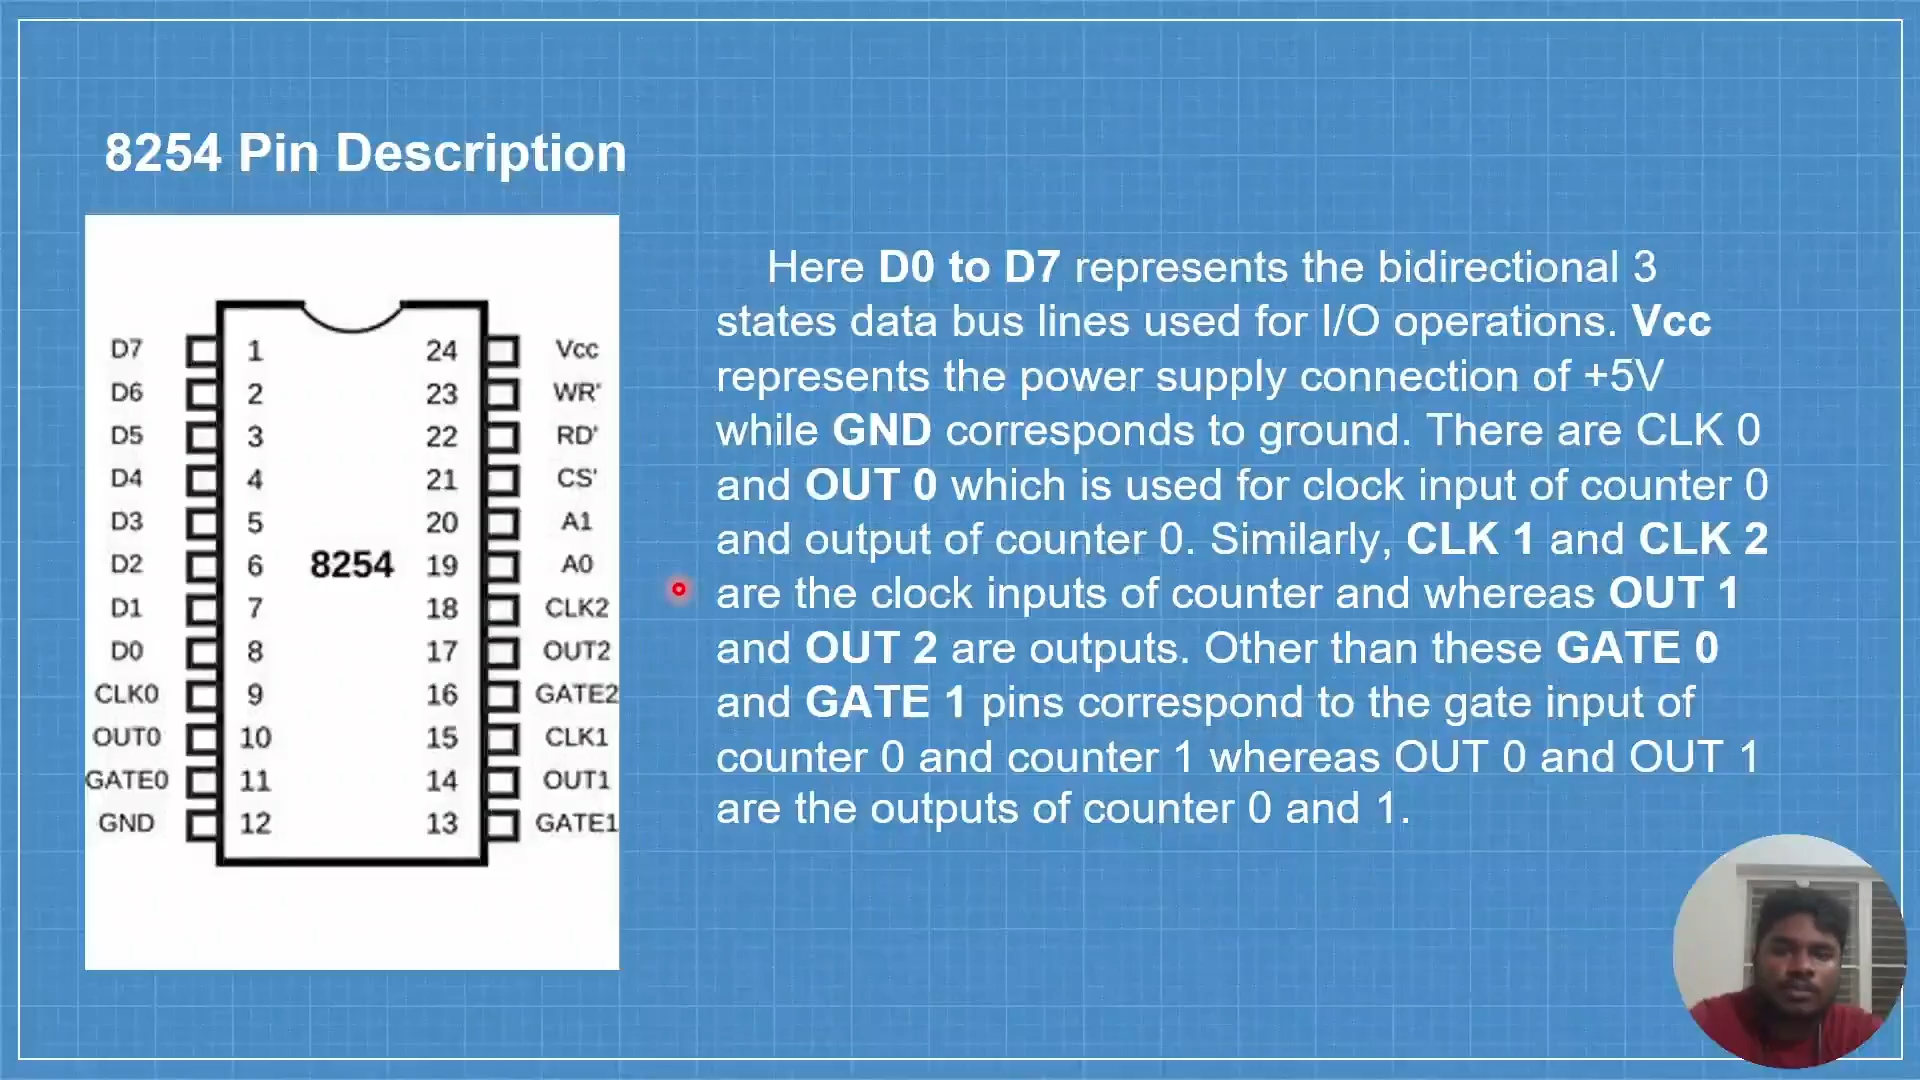 8254 Pin Description
D7 1 24 Vcc
D6 2 23 WR'
D5 3 22 RD'
D4 4 21 CS'
D3 5 20 A1
D2 6 8254 19 A0
D1 7 18 CLK2
D0 8 17 OUT2
CLK0 9 16 GATE2
OUT0 10 15 CLK1
GATE0 11 14 OUT1
GND 12 13 GATE1
Here D0 to D7 represents the bidirectional 3
states data bus lines used for I/O operations. Vcc
represents the power supply connection of +5V
while GND corresponds to ground. There are CLK 0
and OUT 0 which is used for clock input of counter 0
and output of counter 0. Similarly, CLK 1 and CLK 2
are the clock inputs of counter and whereas OUT 1
and OUT 2 are outputs. Other than these GATE 0
and GATE 1 pins correspond to the gate input of
counter 0 and counter 1 whereas OUT 0 and OUT 1
are the outputs of counter 0 and 1.